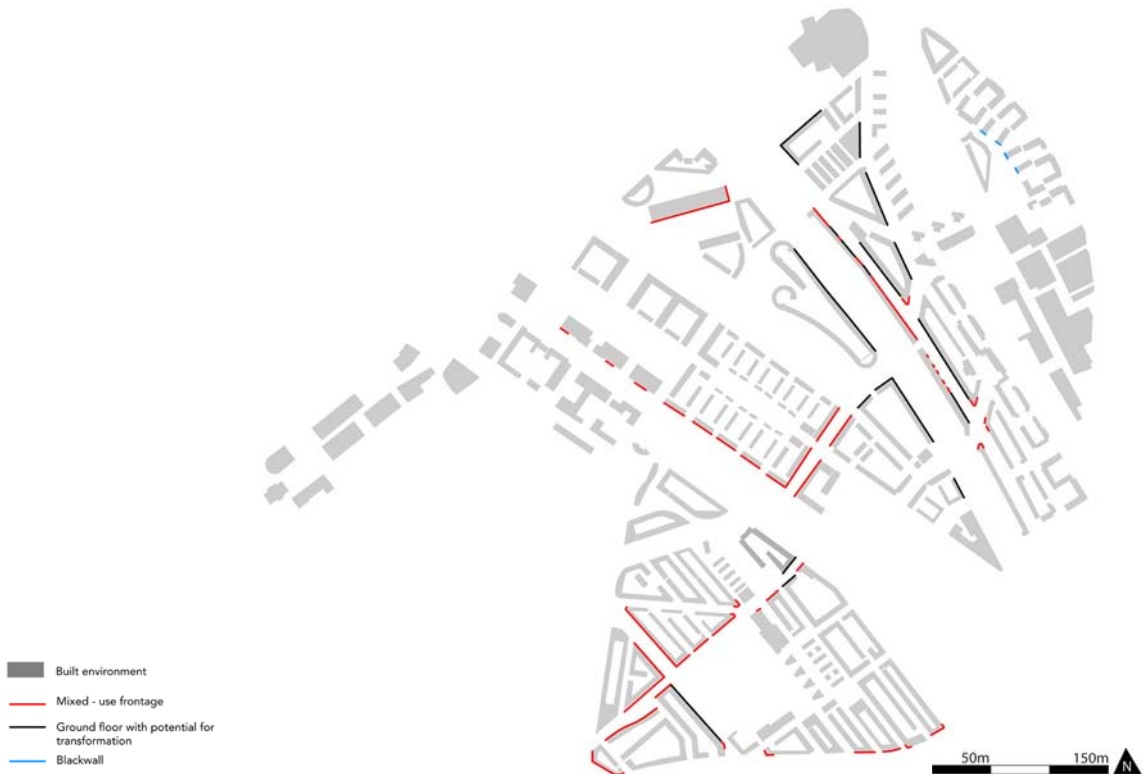 Built environment
Mixed - use frontage
Ground floor with potential for
transformation
Blackwall
50m 150m N